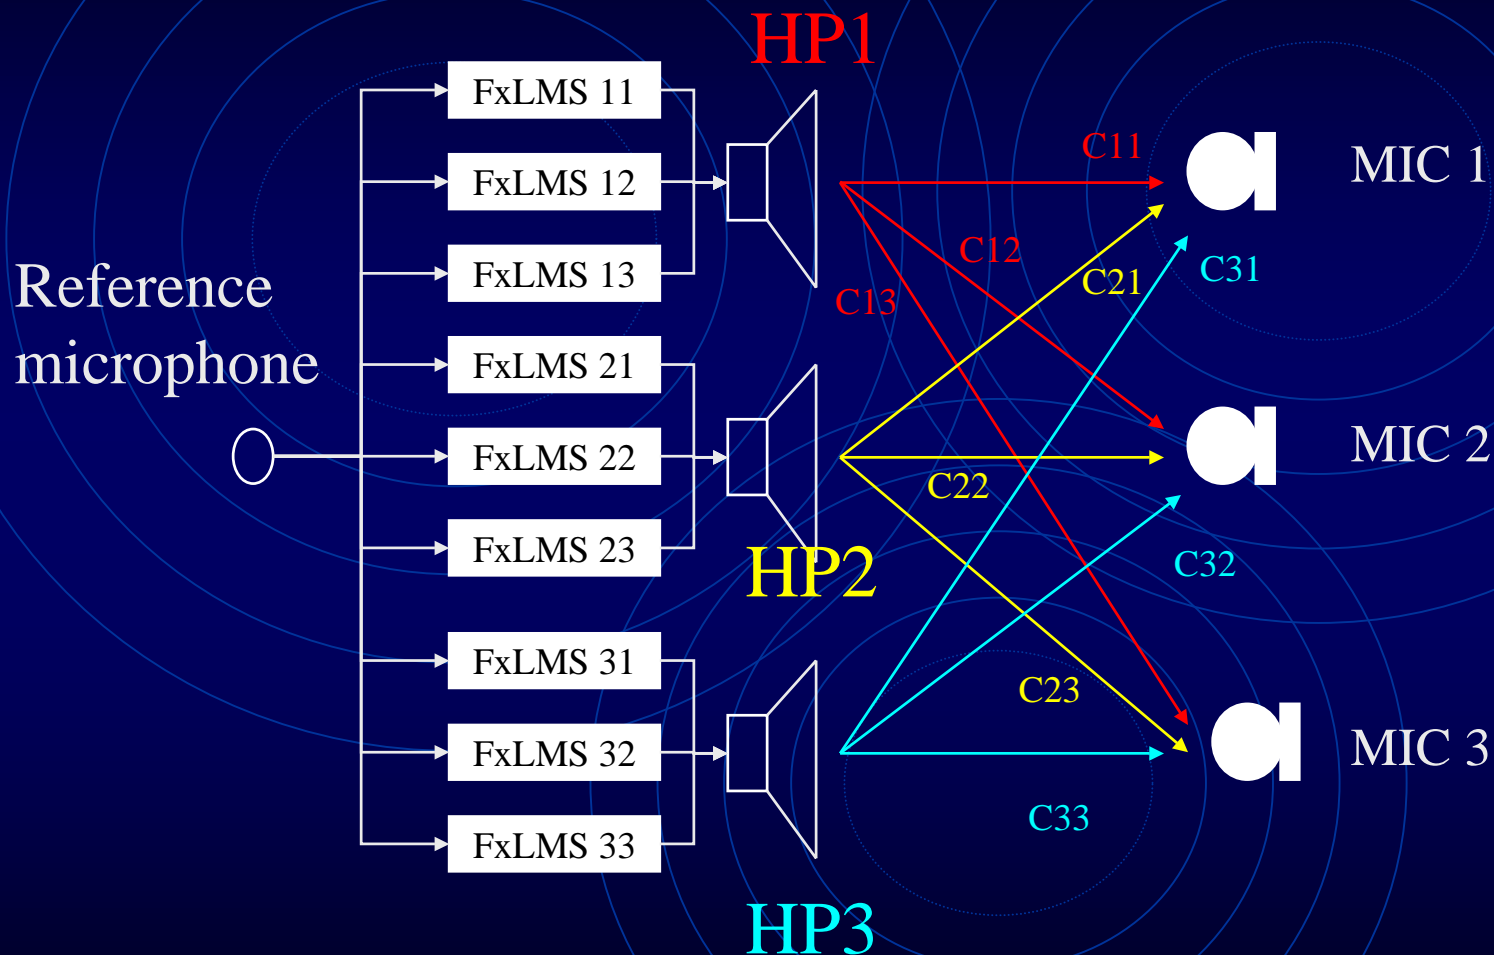 HP1
FxLMS 11
FxLMS 12
FxLMS 13
FxLMS 21
FxLMS 22
FxLMS 23
FxLMS 31
FxLMS 32
FxLMS 33
Reference
microphone
HP2
HP3
C11
C12
C13
C21
C22
C23
C31
C32
C33
MIC 1
MIC 2
MIC 3